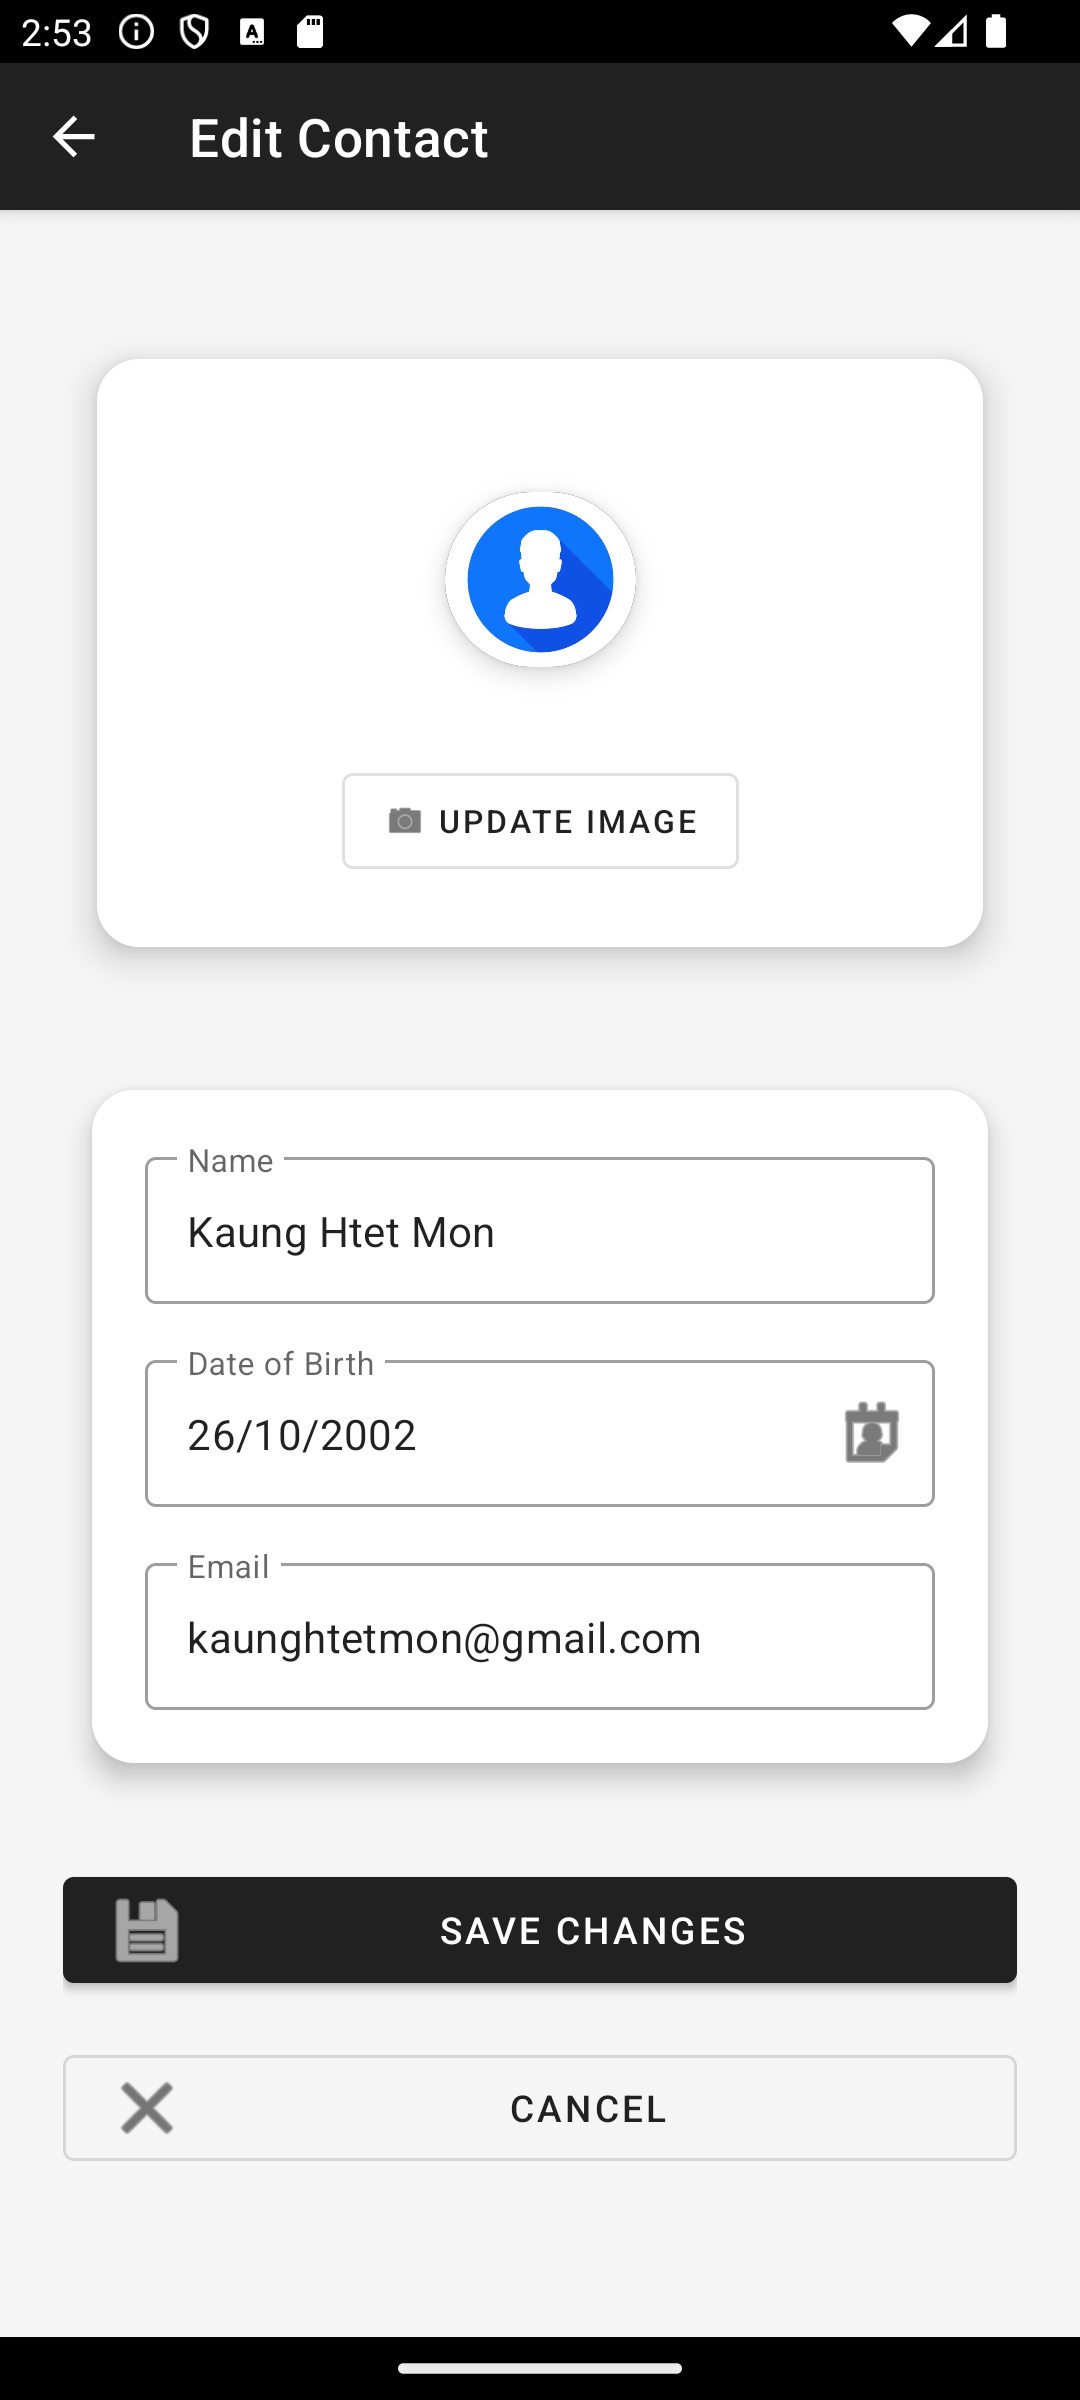 2:53
Edit Contact
UPDATE IMAGE
Name
Kaung Htet Mon
Date of Birth
26/10/2002
Email
kaunghtetmon@gmail.com
SAVE CHANGES
CANCEL